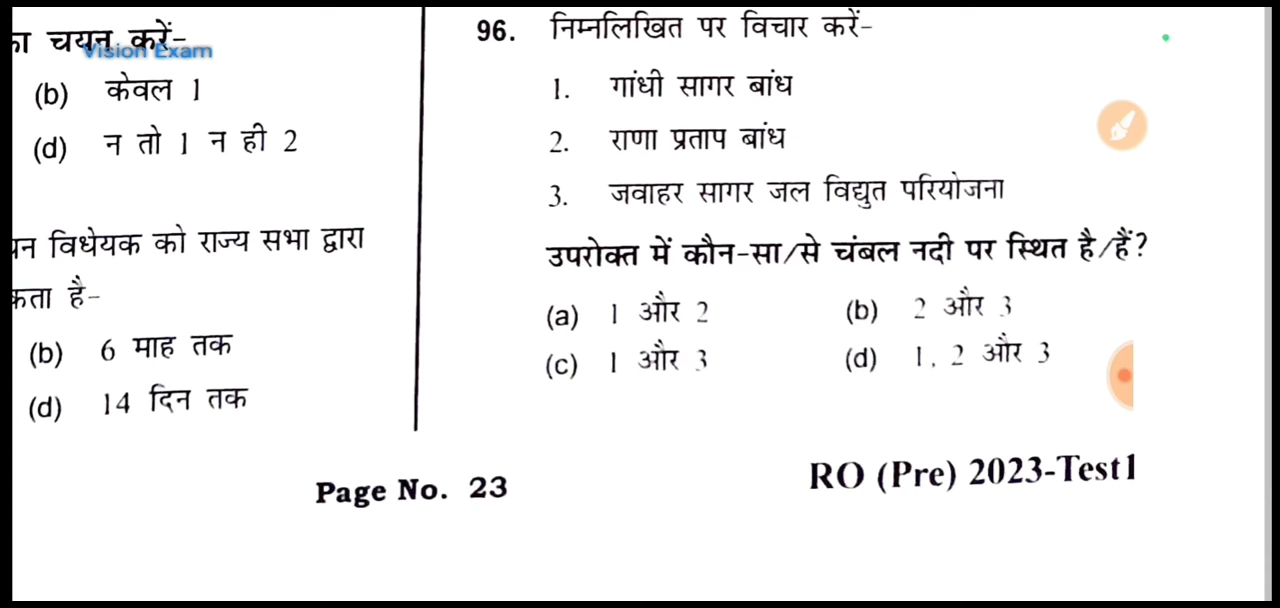 का चयन करें-
Vision Exam
(b) केवल 1
(d) न तो 1 न ही 2
विधेयक को राज्य सभा द्वारा
है-
(b) 6 माह तक
(d) 14 दिन तक
96. निम्नलिखित पर विचार करें-
1. गांधी सागर बांध
2. राणा प्रताप बांध
3. जवाहर सागर जल विद्युत परियोजना
उपरोक्त में कौन-सा/से चंबल नदी पर स्थित है/हैं?
(a) 1 और 2 (b) 2 और 3
(c) 1 और 3 (d) 1, 2 और 3
Page No. 23
RO (Pre) 2023-Test1